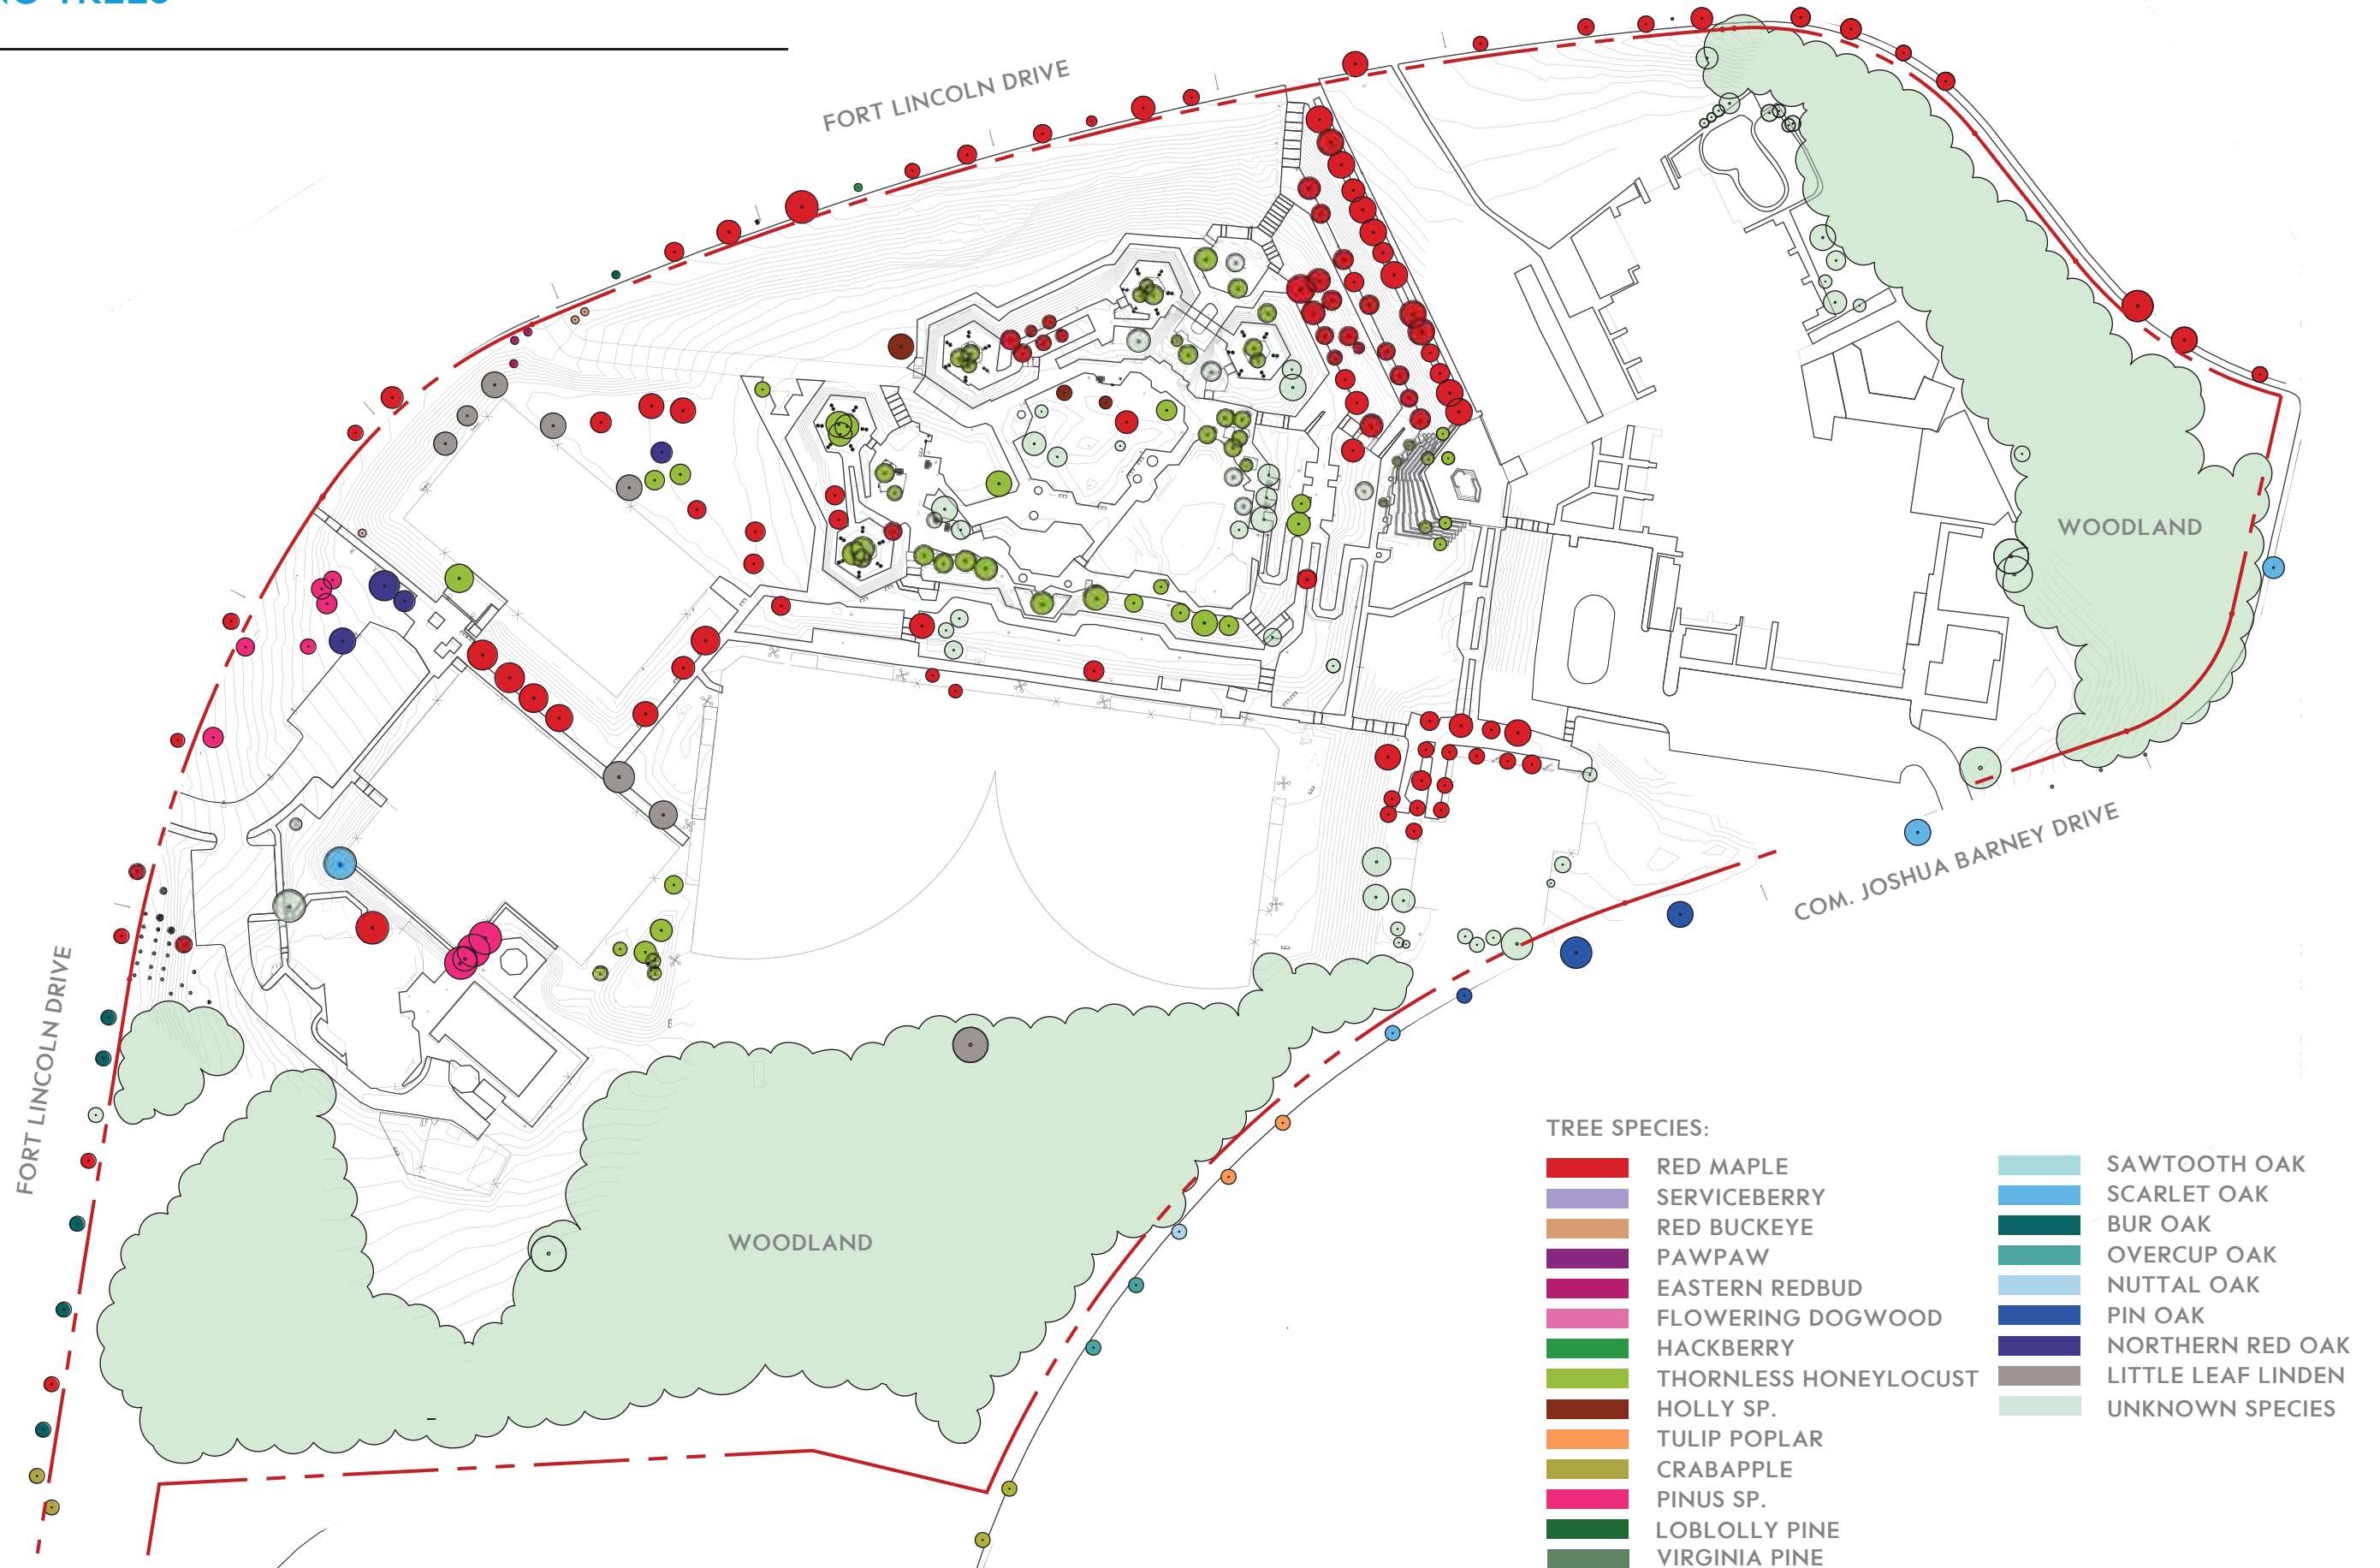 TREES
FORT LINCOLN DRIVE
WOODLAND
COM. JOSHUA BARNEY DRIVE
FORT LINCOLN DRIVE
WOODLAND
TREE SPECIES:
RED MAPLE
SERVICEBERRY
RED BUCKEYE
PAWPAW
EASTERN REDBUD
FLOWERING DOGWOOD
HACKBERRY
THORNLESS HONEYLOCUST
HOLLY SP.
TULIP POPLAR
CRABAPPLE
PINUS SP.
LOBLOLLY PINE
VIRGINIA PINE
SAWTOOTH OAK
SCARLET OAK
BUR OAK
OVERCUP OAK
NUTTAL OAK
PIN OAK
NORTHERN RED OAK
LITTLE LEAF LINDEN
UNKNOWN SPECIES